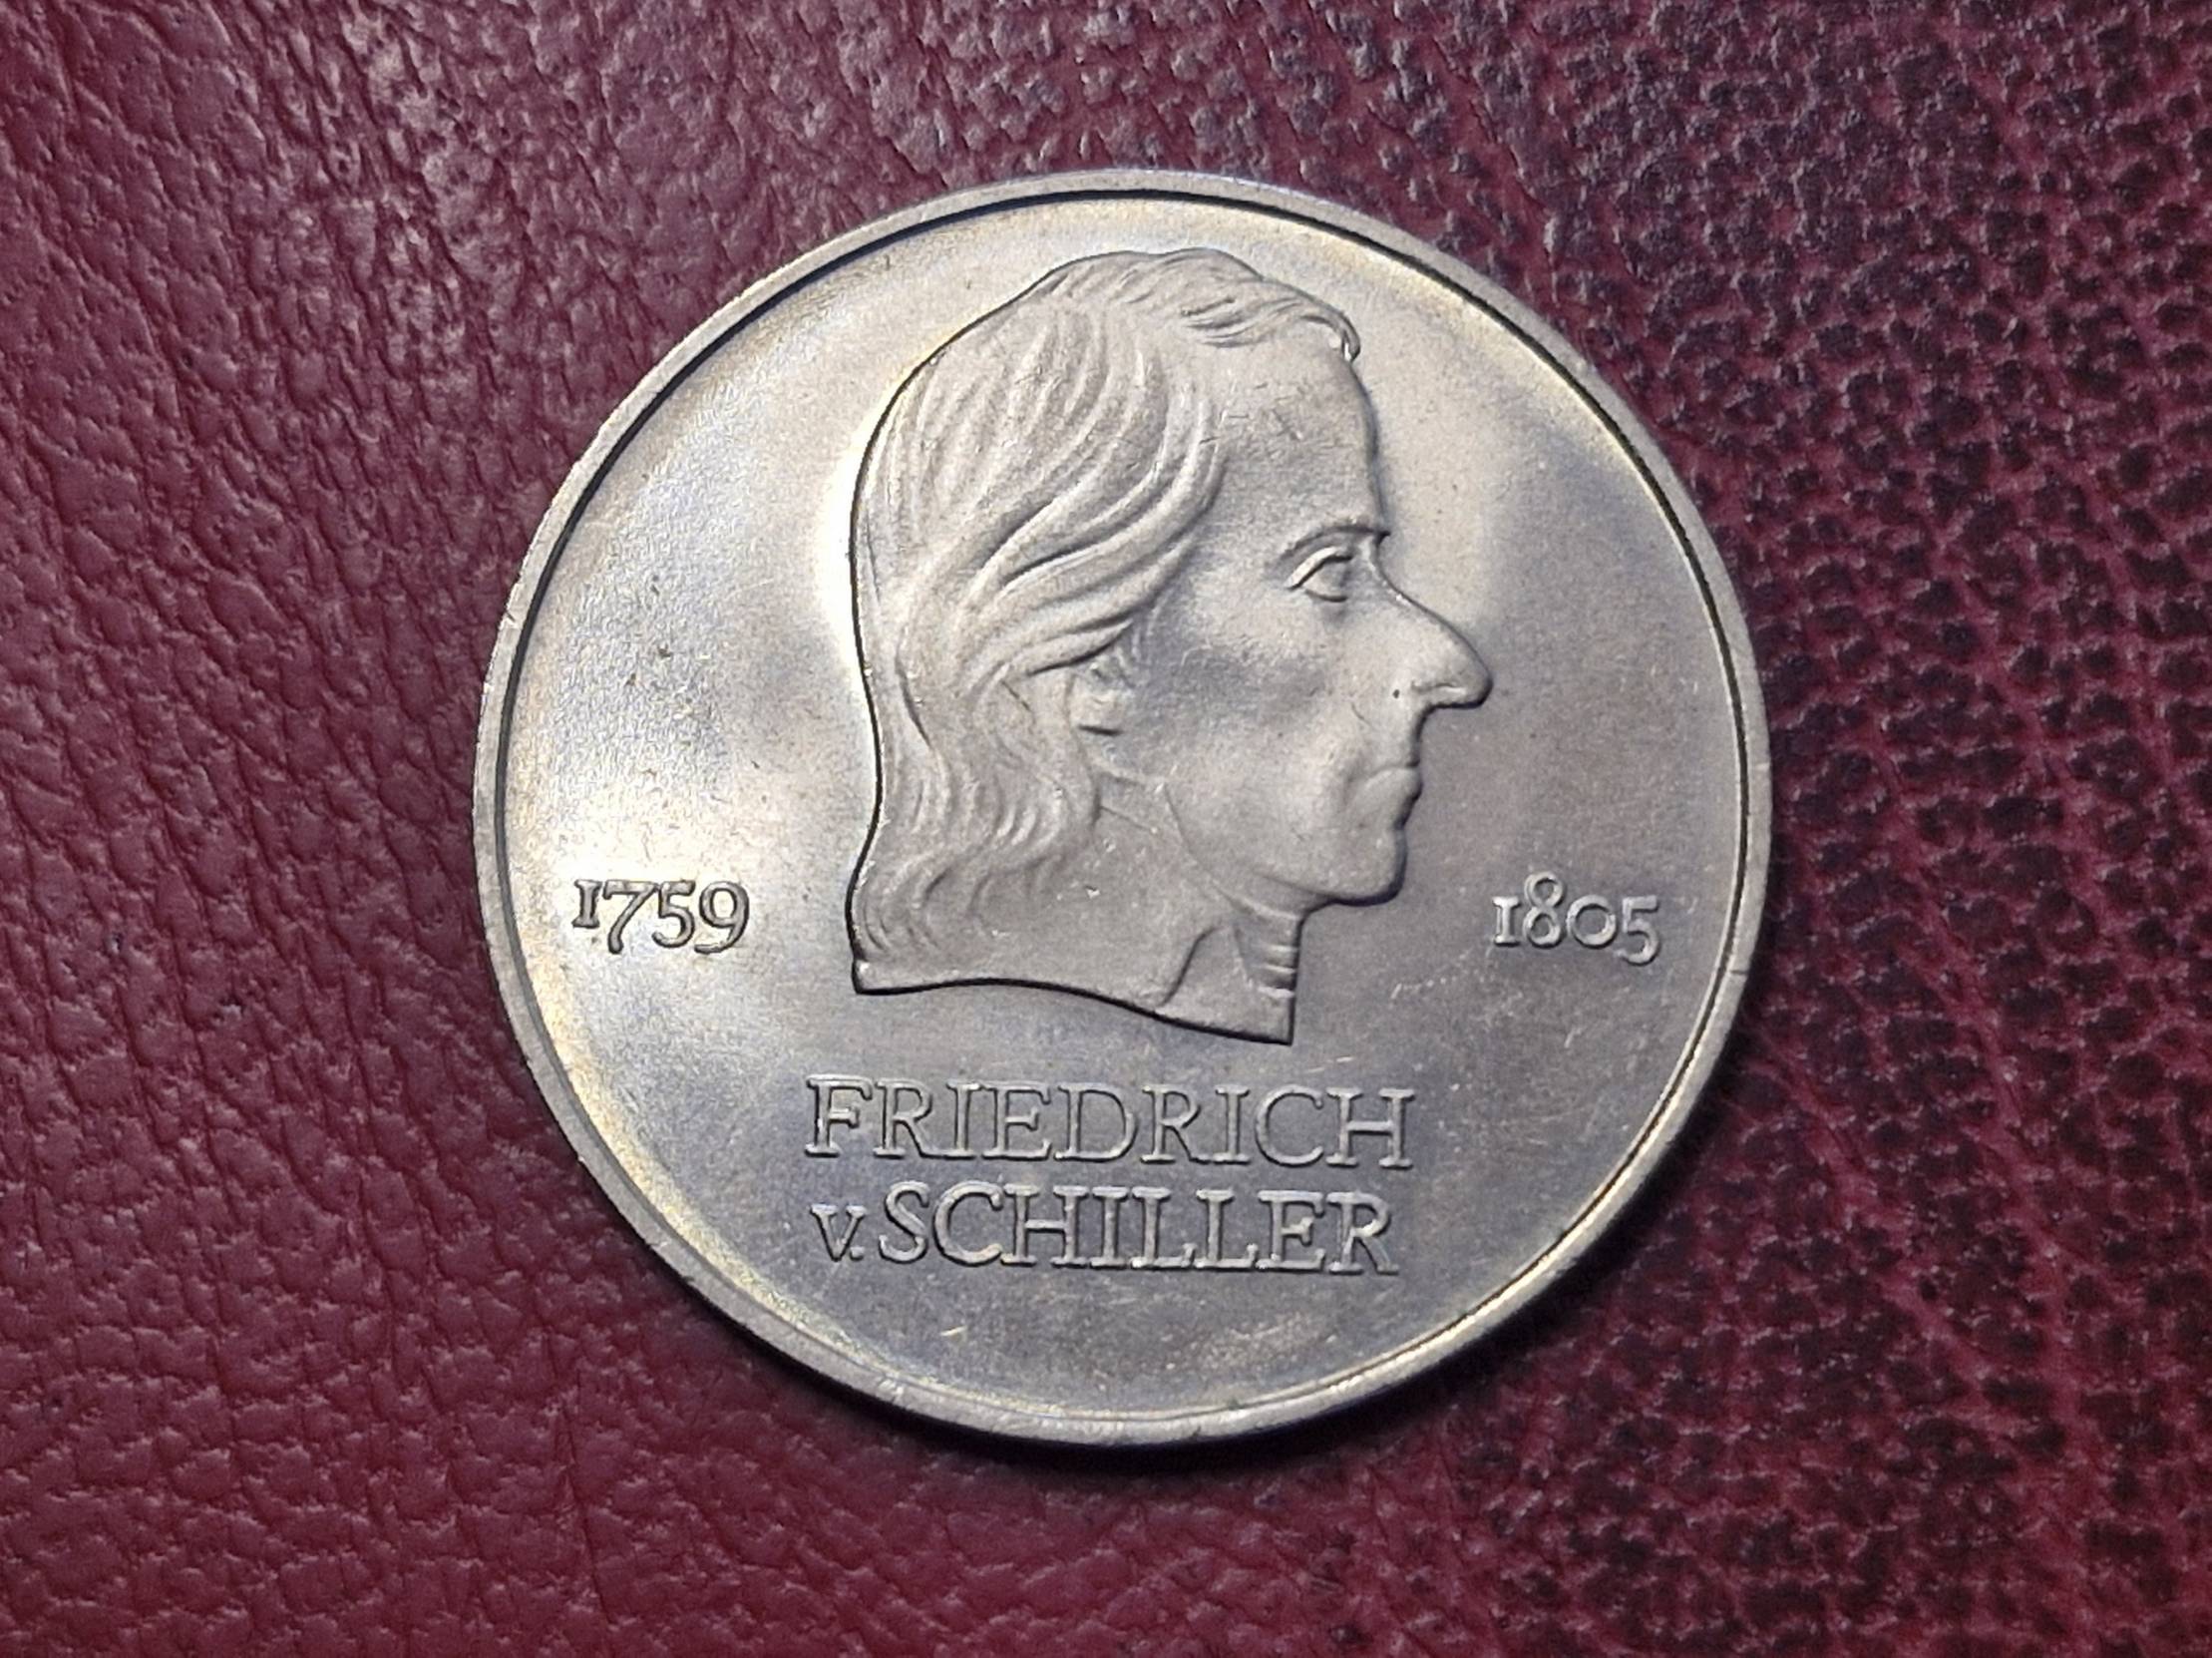 1759
1805
FRIEDRICH
v. SCHILLER